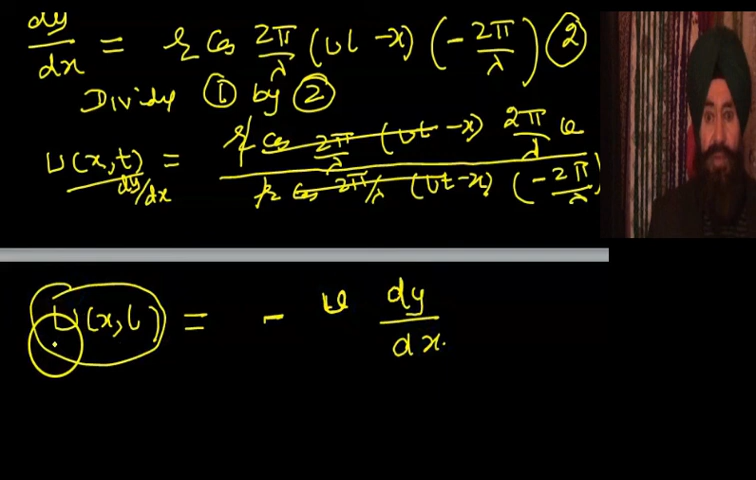 dy/dx = r Cos 2π/λ (vt - x) (- 2π/λ) ②
Divide ① by ②
U(x,t) / dy/dx = r Cos 2π/λ (vt - x) 2π/λ v / r Cos 2π/λ (vt - x) (- 2π/λ)
U(x,t) = - v dy/dx